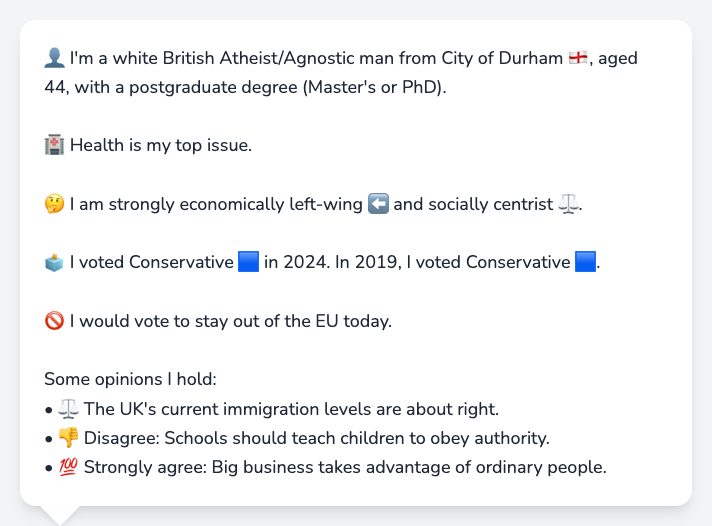 👤 I'm a white British Atheist/Agnostic man from City of Durham 🏴󠁧󠁢󠁥󠁮󠁧󠁿, aged
44, with a postgraduate degree (Master's or PhD).
🏥 Health is my top issue.
🤔 I am strongly economically left-wing ⬅️ and socially centrist ⚖️.
🗳️ I voted Conservative 🟦 in 2024. In 2019, I voted Conservative 🟦.
🚫 I would vote to stay out of the EU today.
Some opinions I hold:
• ⚖️ The UK's current immigration levels are about right.
• 👎 Disagree: Schools should teach children to obey authority.
• 💯 Strongly agree: Big business takes advantage of ordinary people.